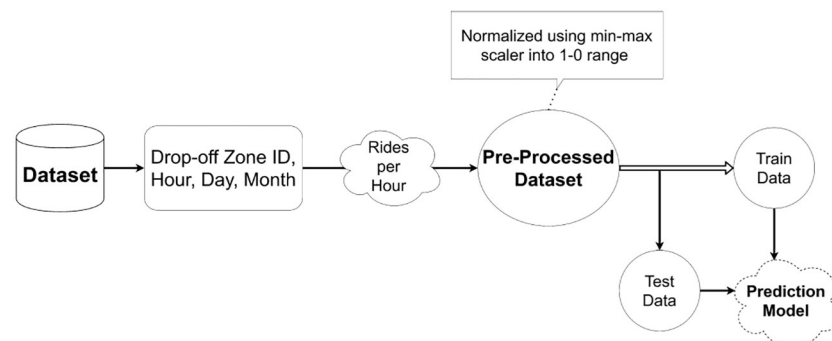 Normalized using min-max
scaler into 1-0 range
Dataset
Drop-off Zone ID,
Hour, Day, Month
Rides
per
Hour
Pre-Processed
Dataset
Train
Data
Test
Data
Prediction
Model